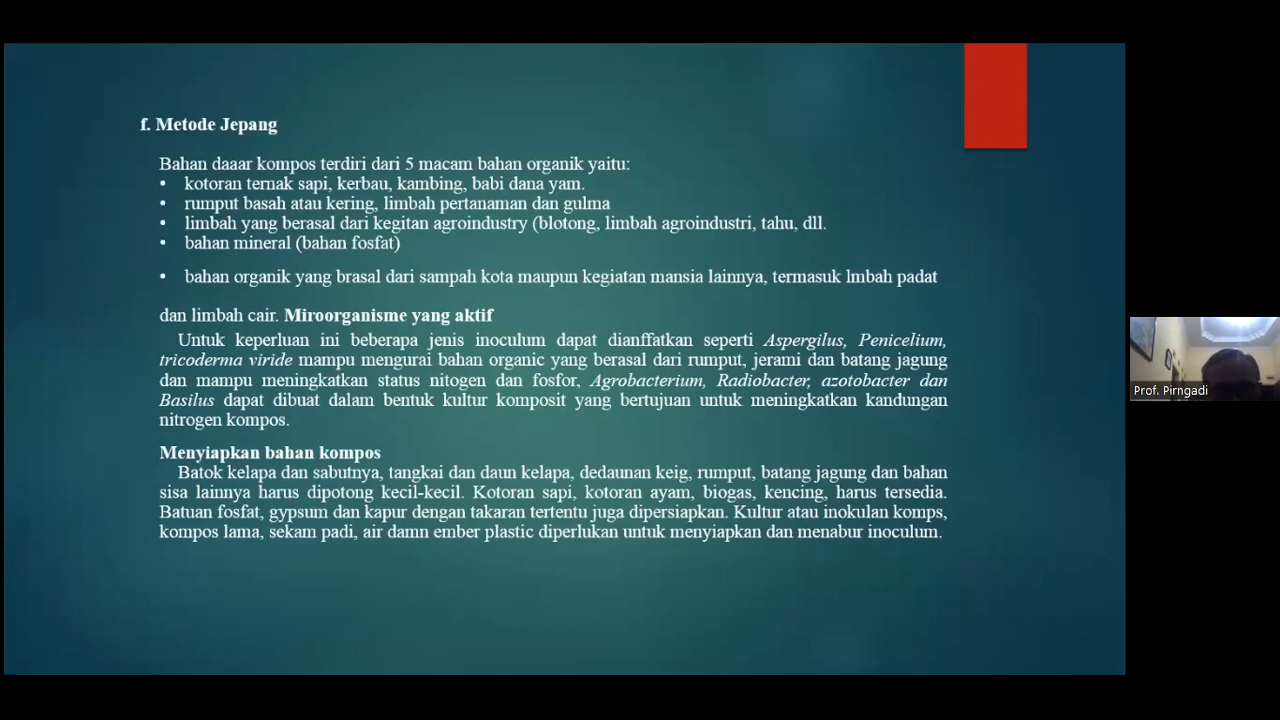 f. Metode Jepang
Bahan daaar kompos terdiri dari 5 macam bahan organik yaitu:
• kotoran ternak sapi, kerbau, kambing, babi dana yam.
• rumput basah atau kering, limbah pertanaman dan gulma
• limbah yang berasal dari kegitan agroindustry (blotong, limbah agroindustri, tahu, dll.
• bahan mineral (bahan fosfat)
• bahan organik yang brasal dari sampah kota maupun kegiatan mansia lainnya, termasuk lmbah padat
dan limbah cair. Miroorganisme yang aktif
Untuk keperluan ini beberapa jenis inoculum dapat dianffatkan seperti Aspergilus, Penicelium,
tricoderma viride mampu mengurai bahan organic yang berasal dari rumput, jerami dan batang jagung
dan mampu meningkatkan status nitogen dan fosfor, Agrobacterium, Radiobacter, azotobacter dan
Basilus dapat dibuat dalam bentuk kultur komposit yang bertujuan untuk meningkatkan kandungan
nitrogen kompos.
Menyiapkan bahan kompos
Batok kelapa dan sabutnya, tangkai dan daun kelapa, dedaunan keig, rumput, batang jagung dan bahan
sisa lainnya harus dipotong kecil-kecil. Kotoran sapi, kotoran ayam, biogas, kencing, harus tersedia.
Batuan fosfat, gypsum dan kapur dengan takaran tertentu juga dipersiapkan. Kultur atau inokulan komps,
kompos lama, sekam padi, air damn ember plastic diperlukan untuk menyiapkan dan menabur inoculum.
Prof. Pirngadi